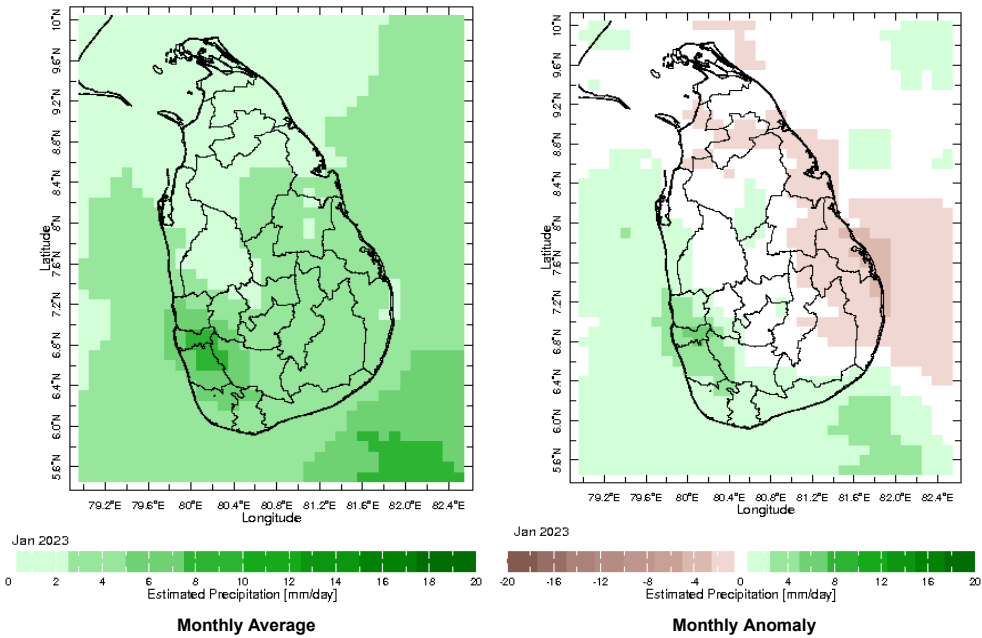 10°N
9.6°N
9.2°N
8.8°N
8.4°N
8°N
7.6°N
7.2°N
6.8°N
6.4°N
6.0°N
5.6°N
Latitude
79.2°E 79.6°E 80°E 80.4°E 80.8°E 81.2°E 81.6°E 82.0°E 82.4°E
Longitude
Jan 2023
0 2 4 6 8 10 12 14 16 18 20
Estimated Precipitation [mm/day]
Monthly Average
10°N
9.6°N
9.2°N
8.8°N
8.4°N
8°N
7.6°N
7.2°N
6.8°N
6.4°N
6.0°N
5.6°N
Latitude
79.2°E 79.6°E 80°E 80.4°E 80.8°E 81.2°E 81.6°E 82.0°E 82.4°E
Longitude
Jan 2023
-20 -16 -12 -8 -4 0 4 8 12 16 20
Estimated Precipitation [mm/day]
Monthly Anomaly